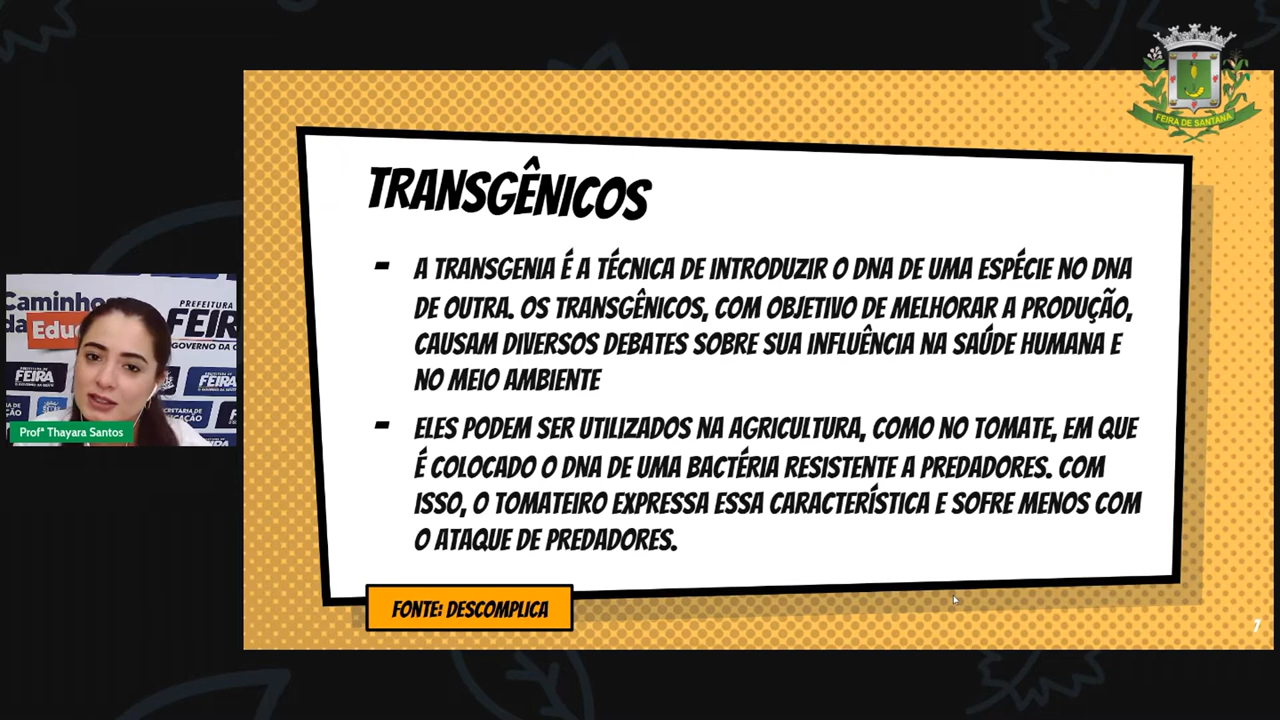 FEIRA DE SANTANA
TRANSGÊNICOS
- A TRANSGENIA É A TÉCNICA DE INTRODUZIR O DNA DE UMA ESPÉCIE NO DNA
DE OUTRA. OS TRANSGÊNICOS, COM OBJETIVO DE MELHORAR A PRODUÇÃO,
CAUSAM DIVERSOS DEBATES SOBRE SUA INFLUÊNCIA NA SAÚDE HUMANA E
NO MEIO AMBIENTE
- ELES PODEM SER UTILIZADOS NA AGRICULTURA, COMO NO TOMATE, EM QUE
É COLOCADO O DNA DE UMA BACTÉRIA RESISTENTE A PREDADORES. COM
ISSO, O TOMATEIRO EXPRESSA ESSA CARACTERÍSTICA E SOFRE MENOS COM
O ATAQUE DE PREDADORES.
FONTE: DESCOMPLICA
7
Caminho
da Educ
PREFEITURA
FEIR
GOVERNO DA
FEIRA
FEIRA
Profª Thayara Santos